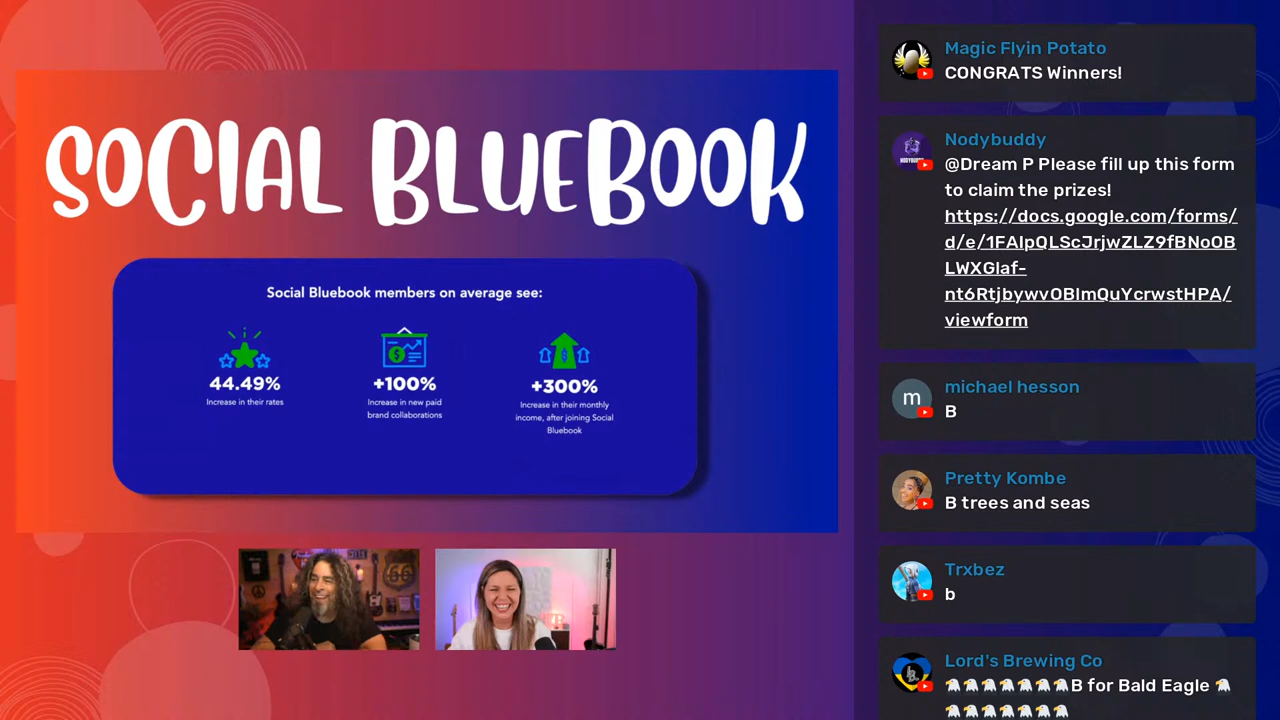 SOCIAL BLUEBOOK
Social Bluebook members on average see:
44.49%
Increase in their rates
+100%
Increase in new paid
brand collaborations
+300%
Increase in their monthly
income, after joining Social
Bluebook
66
Magic Flyin Potato
CONGRATS Winners!
NODYBUDDY
Nodybuddy
@Dream P Please fill up this form
to claim the prizes!
https://docs.google.com/forms/
d/e/1FAIpQLScJrjwZLZ9fBNoOB
LWXGIaf-
nt6RtjbywvOBImQuYcrwstHPA/
viewform
m
michael hesson
B
Pretty Kombe
B trees and seas
Trxbez
b
Lord's Brewing Co
🦅🦅🦅🦅🦅🦅🦅B for Bald Eagle 🦅
🦅🦅🦅🦅🦅🦅